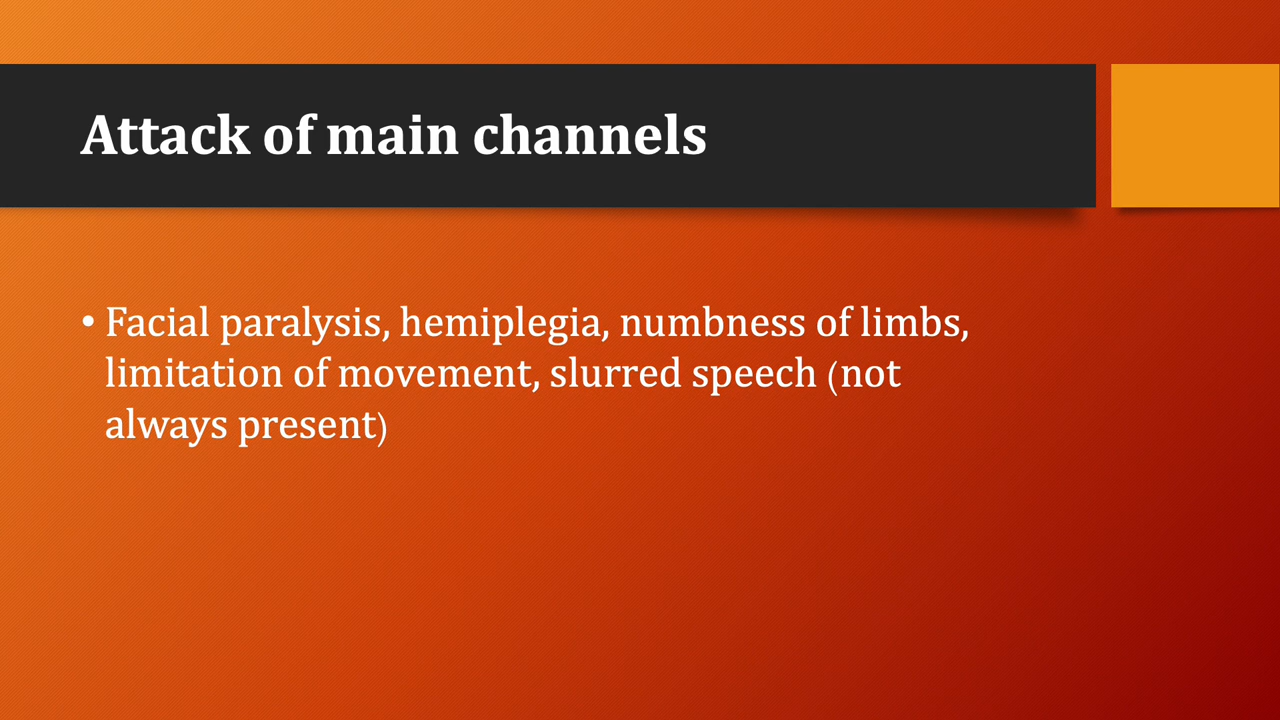 Attack of main channels
• Facial paralysis, hemiplegia, numbness of limbs,
limitation of movement, slurred speech (not
always present)